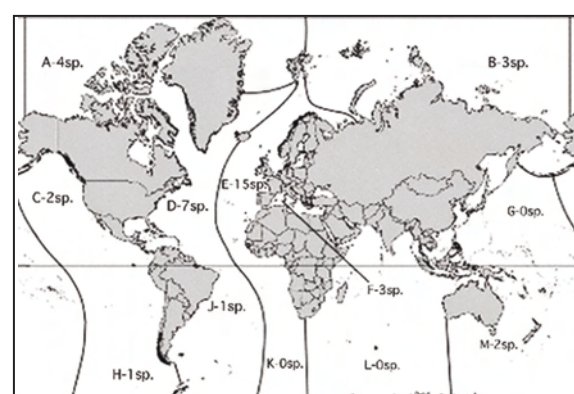 A-4sp.
B-3sp.
C-2sp.
D-7sp.
E-15sp.
G-0sp.
F-3sp.
J-1sp.
M-2sp.
H-1sp.
K-0sp.
L-0sp.